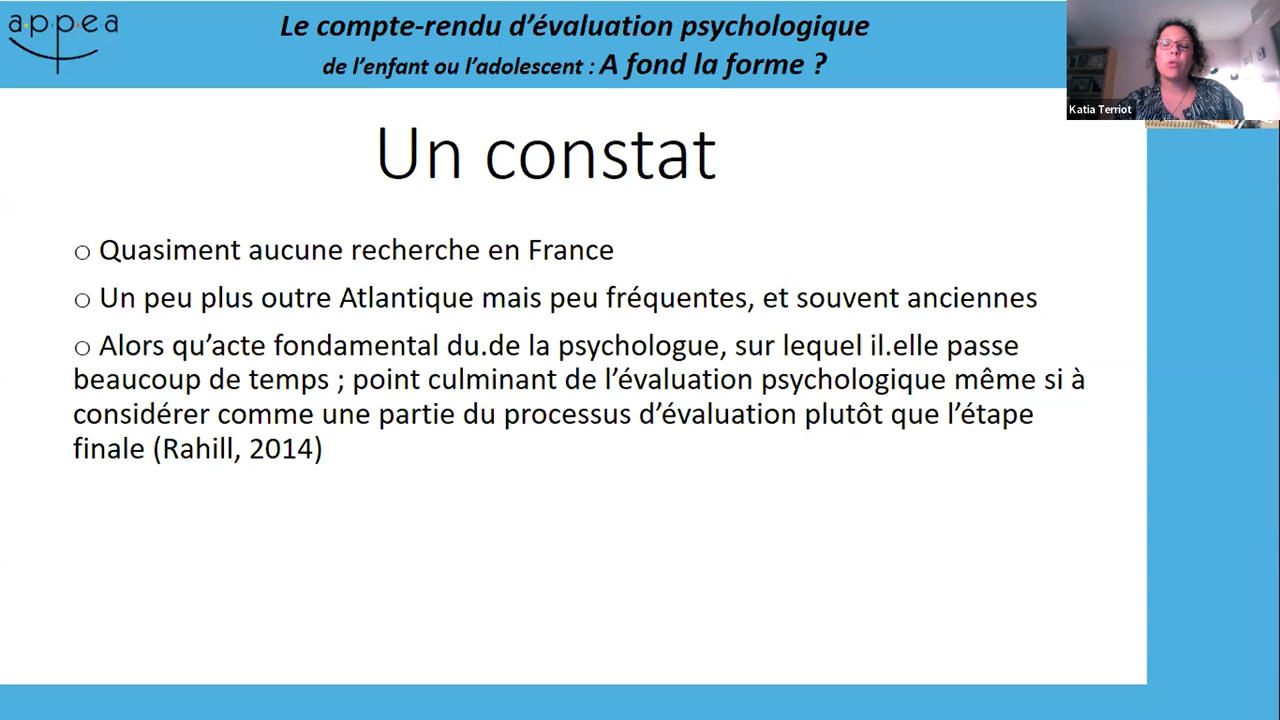 appea
Le compte-rendu d’évaluation psychologique
de l’enfant ou l’adolescent : A fond la forme ?
Katia Terriot
Un constat
o Quasiment aucune recherche en France
o Un peu plus outre Atlantique mais peu fréquentes, et souvent anciennes
o Alors qu’acte fondamental du.de la psychologue, sur lequel il.elle passe
beaucoup de temps ; point culminant de l’évaluation psychologique même si à
considérer comme une partie du processus d’évaluation plutôt que l’étape
finale (Rahill, 2014)